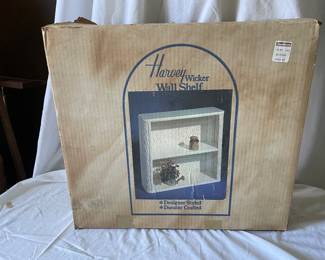 Harvey Wicker
Wall Shelf
Designer Styled
Durable Crafted